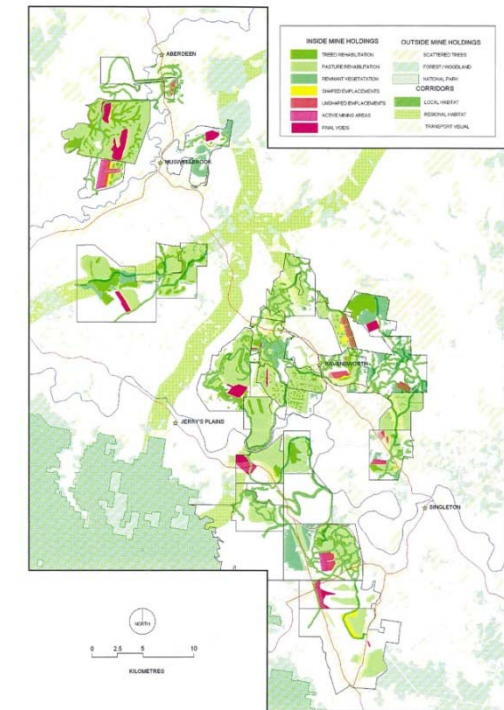 ABERDEEN
MUSWELLBROOK
RAVENSWORTH
JERRY'S PLAINS
SINGLETON
INSIDE MINE HOLDINGS
TREED REHABILITATION
PASTURE REHABILITATION
REMNANT VEGETATATION
SHAPED EMPLACEMENTS
UNSHAPED EMPLACEMENTS
ACTIVE MINING AREAS
FINAL VOIDS
OUTSIDE MINE HOLDINGS
SCATTERED TREES
FOREST / WOODLAND
NATIONAL PARK
CORRIDORS
LOCAL HABITAT
REGIONAL HABITAT
TRANSPORT VISUAL
NORTH
0 2.5 5 10
KILOMETRES